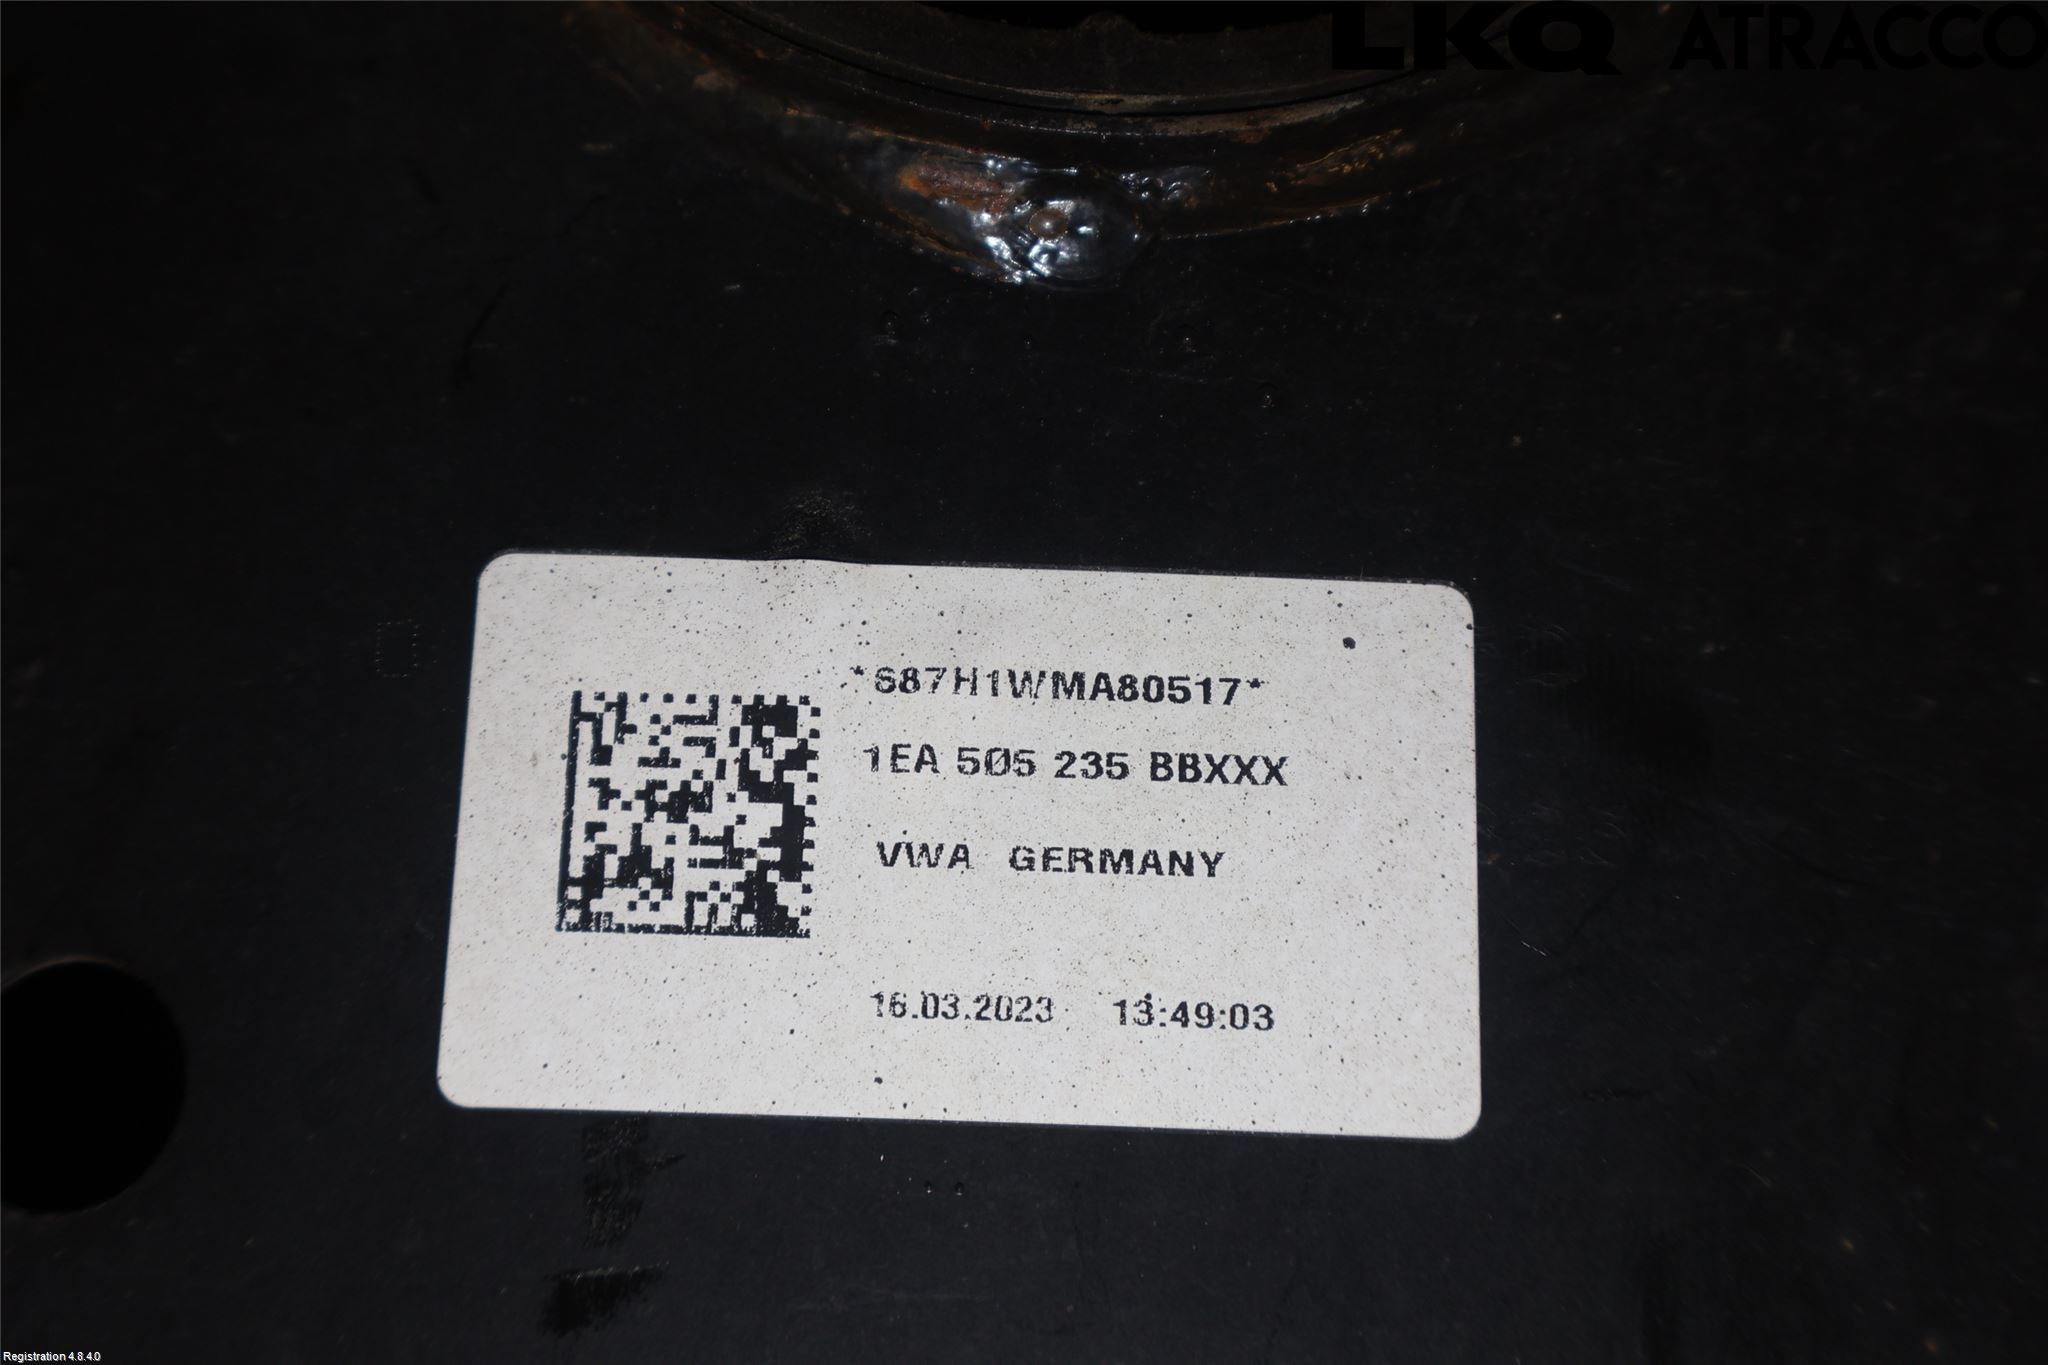 LKQ ATRACCO
*687H1WMA80517*
1EA 505 235 BBXXX
VWA GERMANY
16.03.2023 13:49:03
Registration 4.8.4.0